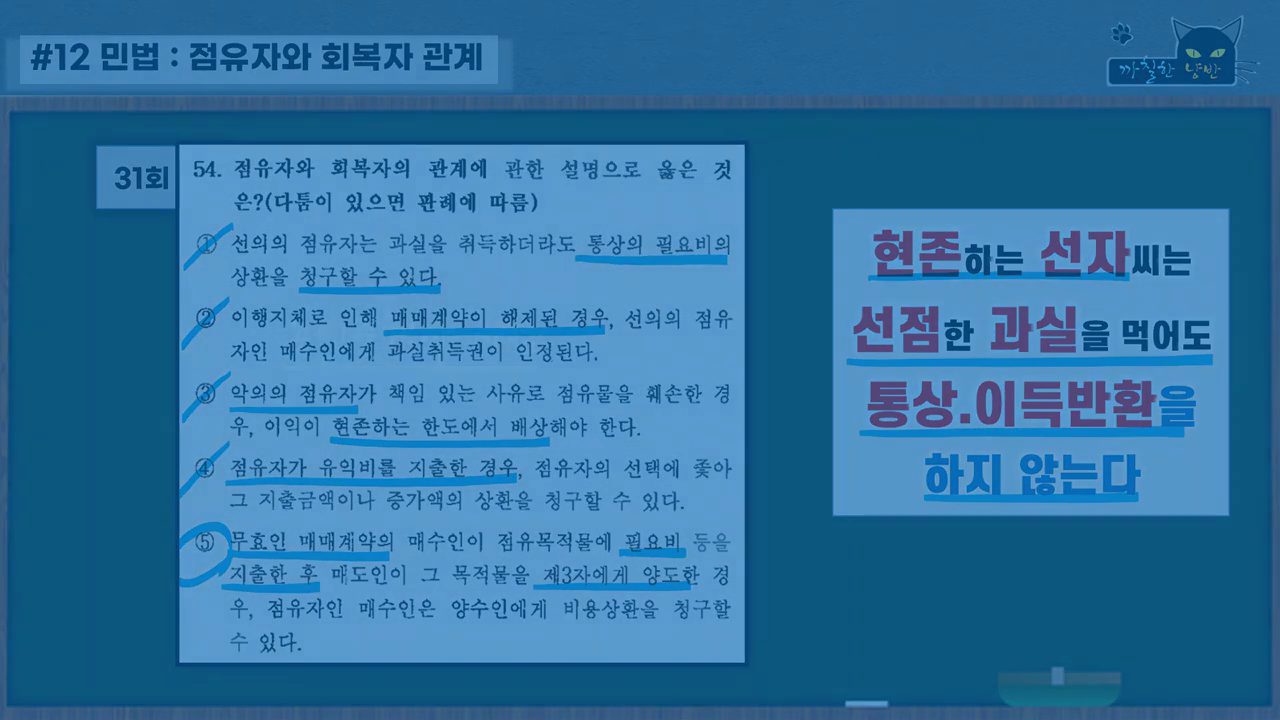 #12 민법 : 점유자와 회복자 관계
까칠한 냥반
31회
54. 점유자와 회복자의 관계에 관한 설명으로 옳은 것
은?(다툼이 있으면 판례에 따름)
① 선의의 점유자는 과실을 취득하더라도 통상의 필요비의
상환을 청구할 수 있다.
② 이행지체로 인해 매매계약이 해제된 경우, 선의의 점유
자인 매수인에게 과실취득권이 인정된다.
③ 악의의 점유자가 책임 있는 사유로 점유물을 훼손한 경
우, 이익이 현존하는 한도에서 배상해야 한다.
④ 점유자가 유익비를 지출한 경우, 점유자의 선택에 좇아
그 지출금액이나 증가액의 상환을 청구할 수 있다.
⑤ 무효인 매매계약의 매수인이 점유목적물에 필요비 등을
지출한 후 매도인이 그 목적물을 제3자에게 양도한 경
우, 점유자인 매수인은 양수인에게 비용상환을 청구할
수 있다.
현존하는 선자씨는
선점한 과실을 먹어도
통상.이득반환을
하지 않는다